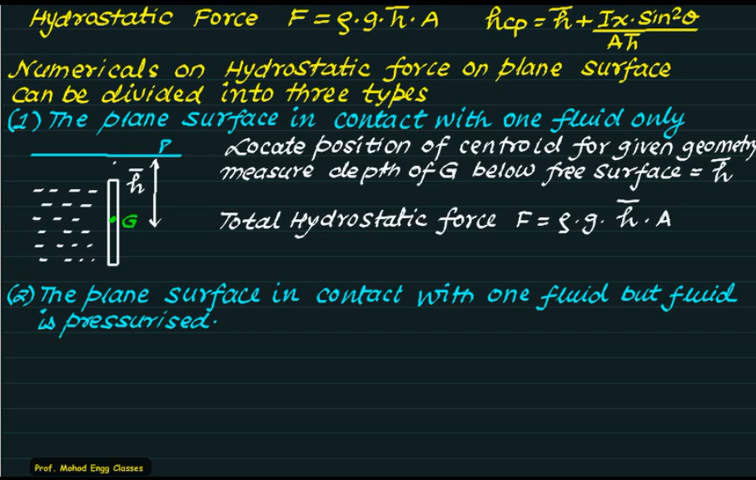 Hydrostatic Force F = ρ.g.h̄.A hcp = h̄ + Ix.Sin²θ / Ah̄
Numericals on Hydrostatic force on plane surface
can be divided into three types
(1) The plane surface in contact with one fluid only
P
h̄
G
Locate position of centroid for given geometry
measure depth of G below free surface = h̄
Total Hydrostatic force F = ρ.g. h̄.A
(2) The plane surface in contact with one fluid but fluid
is pressurised.
Prof. Mohod Engg Classes